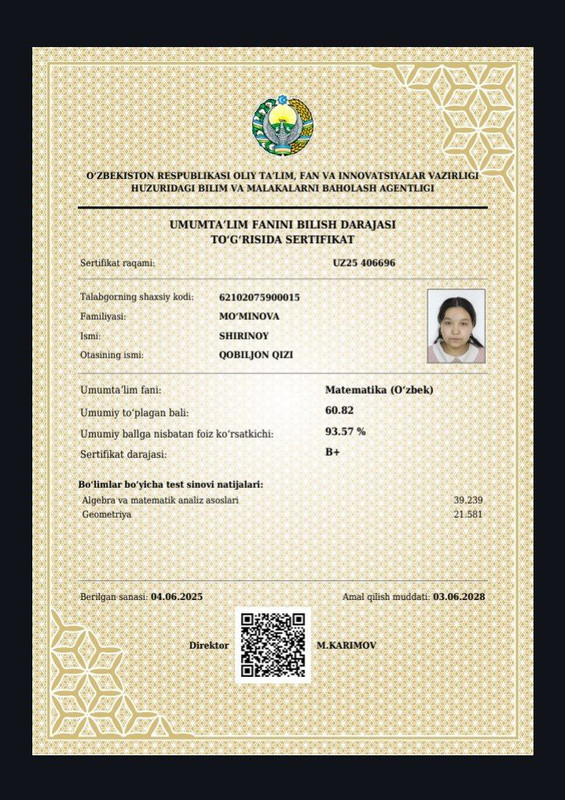 O‘ZBEKISTON RESPUBLIKASI OLIY TA’LIM, FAN VA INNOVATSIYALAR VAZIRLIGI
HUZURIDAGI BILIM VA MALAKALARNI BAHOLASH AGENTLIGI
UMUMTA’LIM FANINI BILISH DARAJASI
TO‘G‘RISIDA SERTIFIKAT
Sertifikat raqami: UZ25 406696
Talabgorning shaxsiy kodi: 62102075900015
Familiyasi: MO‘MINOVA
Ismi: SHIRINOY
Otasining ismi: QOBILJON QIZI
Umumta’lim fani: Matematika (O‘zbek)
Umumiy to‘plagan bali: 60.82
Umumiy ballga nisbatan foiz ko‘rsatkichi: 93.57 %
Sertifikat darajasi: B+
Bo‘limlar bo‘yicha test sinovi natijalari:
Algebra va matematik analiz asoslari 39.239
Geometriya 21.581
Berilgan sanasi: 04.06.2025 Amal qilish muddati: 03.06.2028
Direktor M.KARIMOV